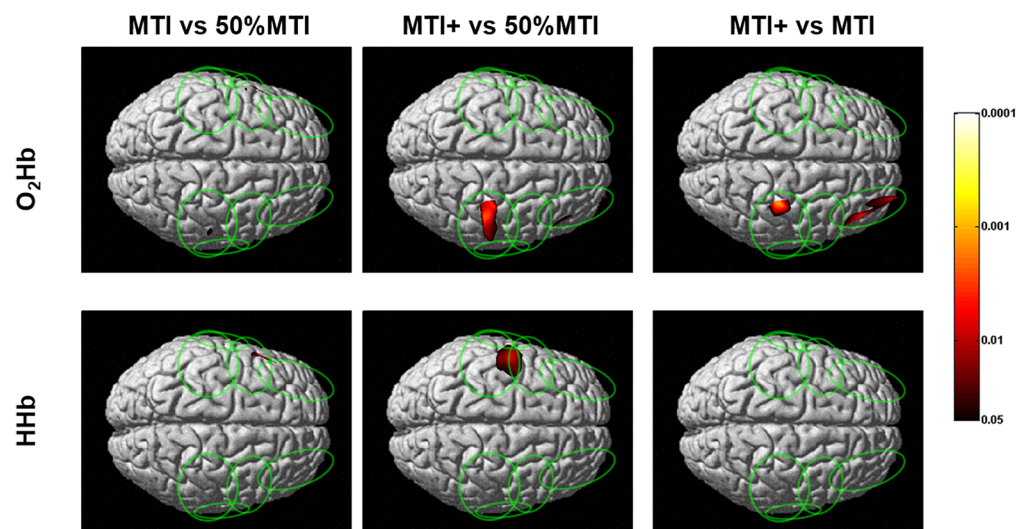 MTI vs 50%MTI
MTI+ vs 50%MTI
MTI+ vs MTI
O₂Hb
HHb
0.0001
0.001
0.01
0.05